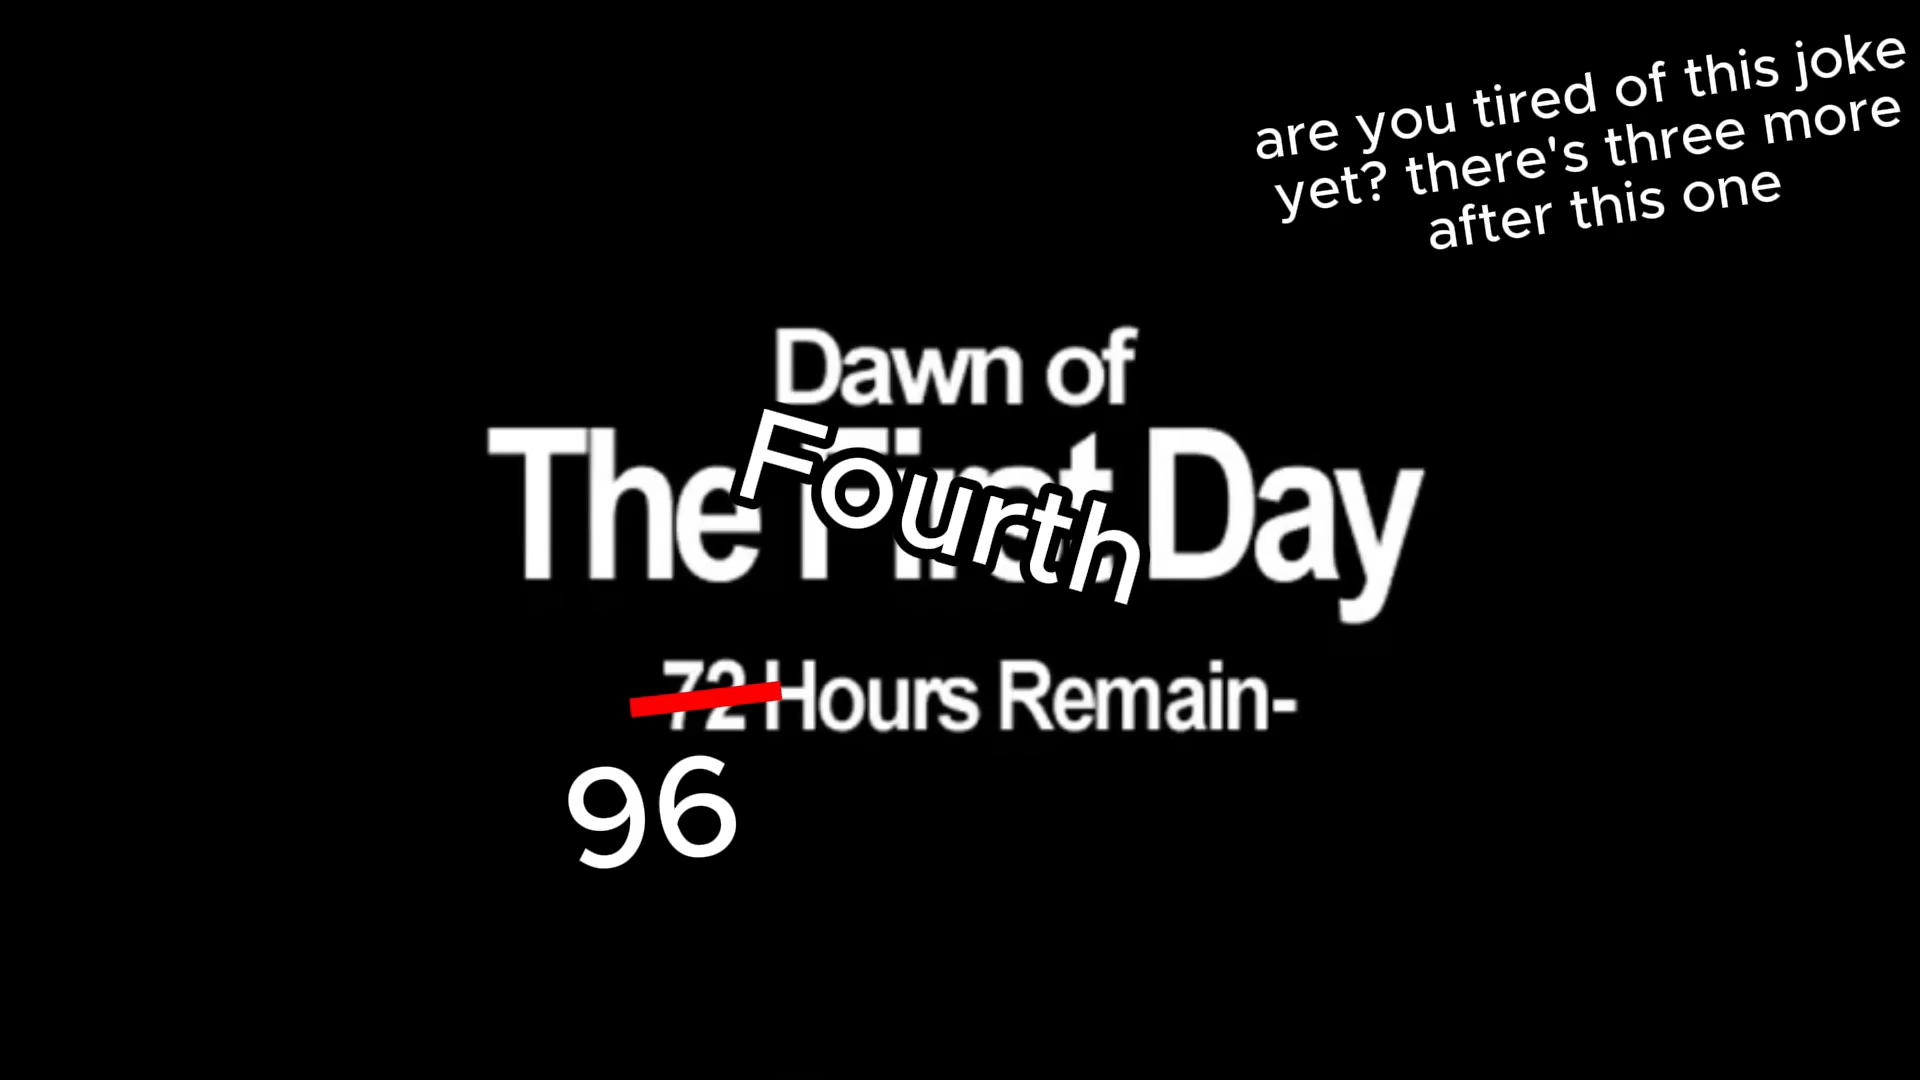 are you tired of this joke
yet? there's three more
after this one
Dawn of
The First Day
Fourth
72 Hours Remain-
96